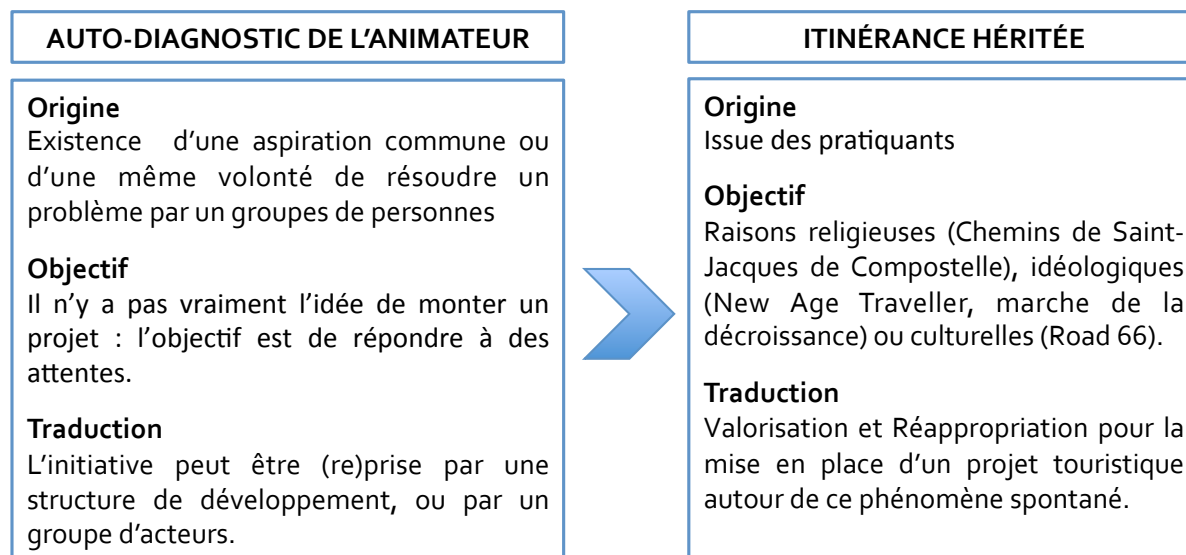 AUTO-DIAGNOSTIC DE L’ANIMATEUR
Origine
Existence d’une aspiration commune ou
d’une même volonté de résoudre un
problème par un groupes de personnes
Objectif
Il n’y a pas vraiment l’idée de monter un
projet : l’objectif est de répondre à des
attentes.
Traduction
L’initiative peut être (re)prise par une
structure de développement, ou par un
groupe d’acteurs.
ITINÉRANCE HÉRITÉE
Origine
Issue des pratiquants
Objectif
Raisons religieuses (Chemins de Saint-
Jacques de Compostelle), idéologiques
(New Age Traveller, marche de la
décroissance) ou culturelles (Road 66).
Traduction
Valorisation et Réappropriation pour la
mise en place d’un projet touristique
autour de ce phénomène spontané.